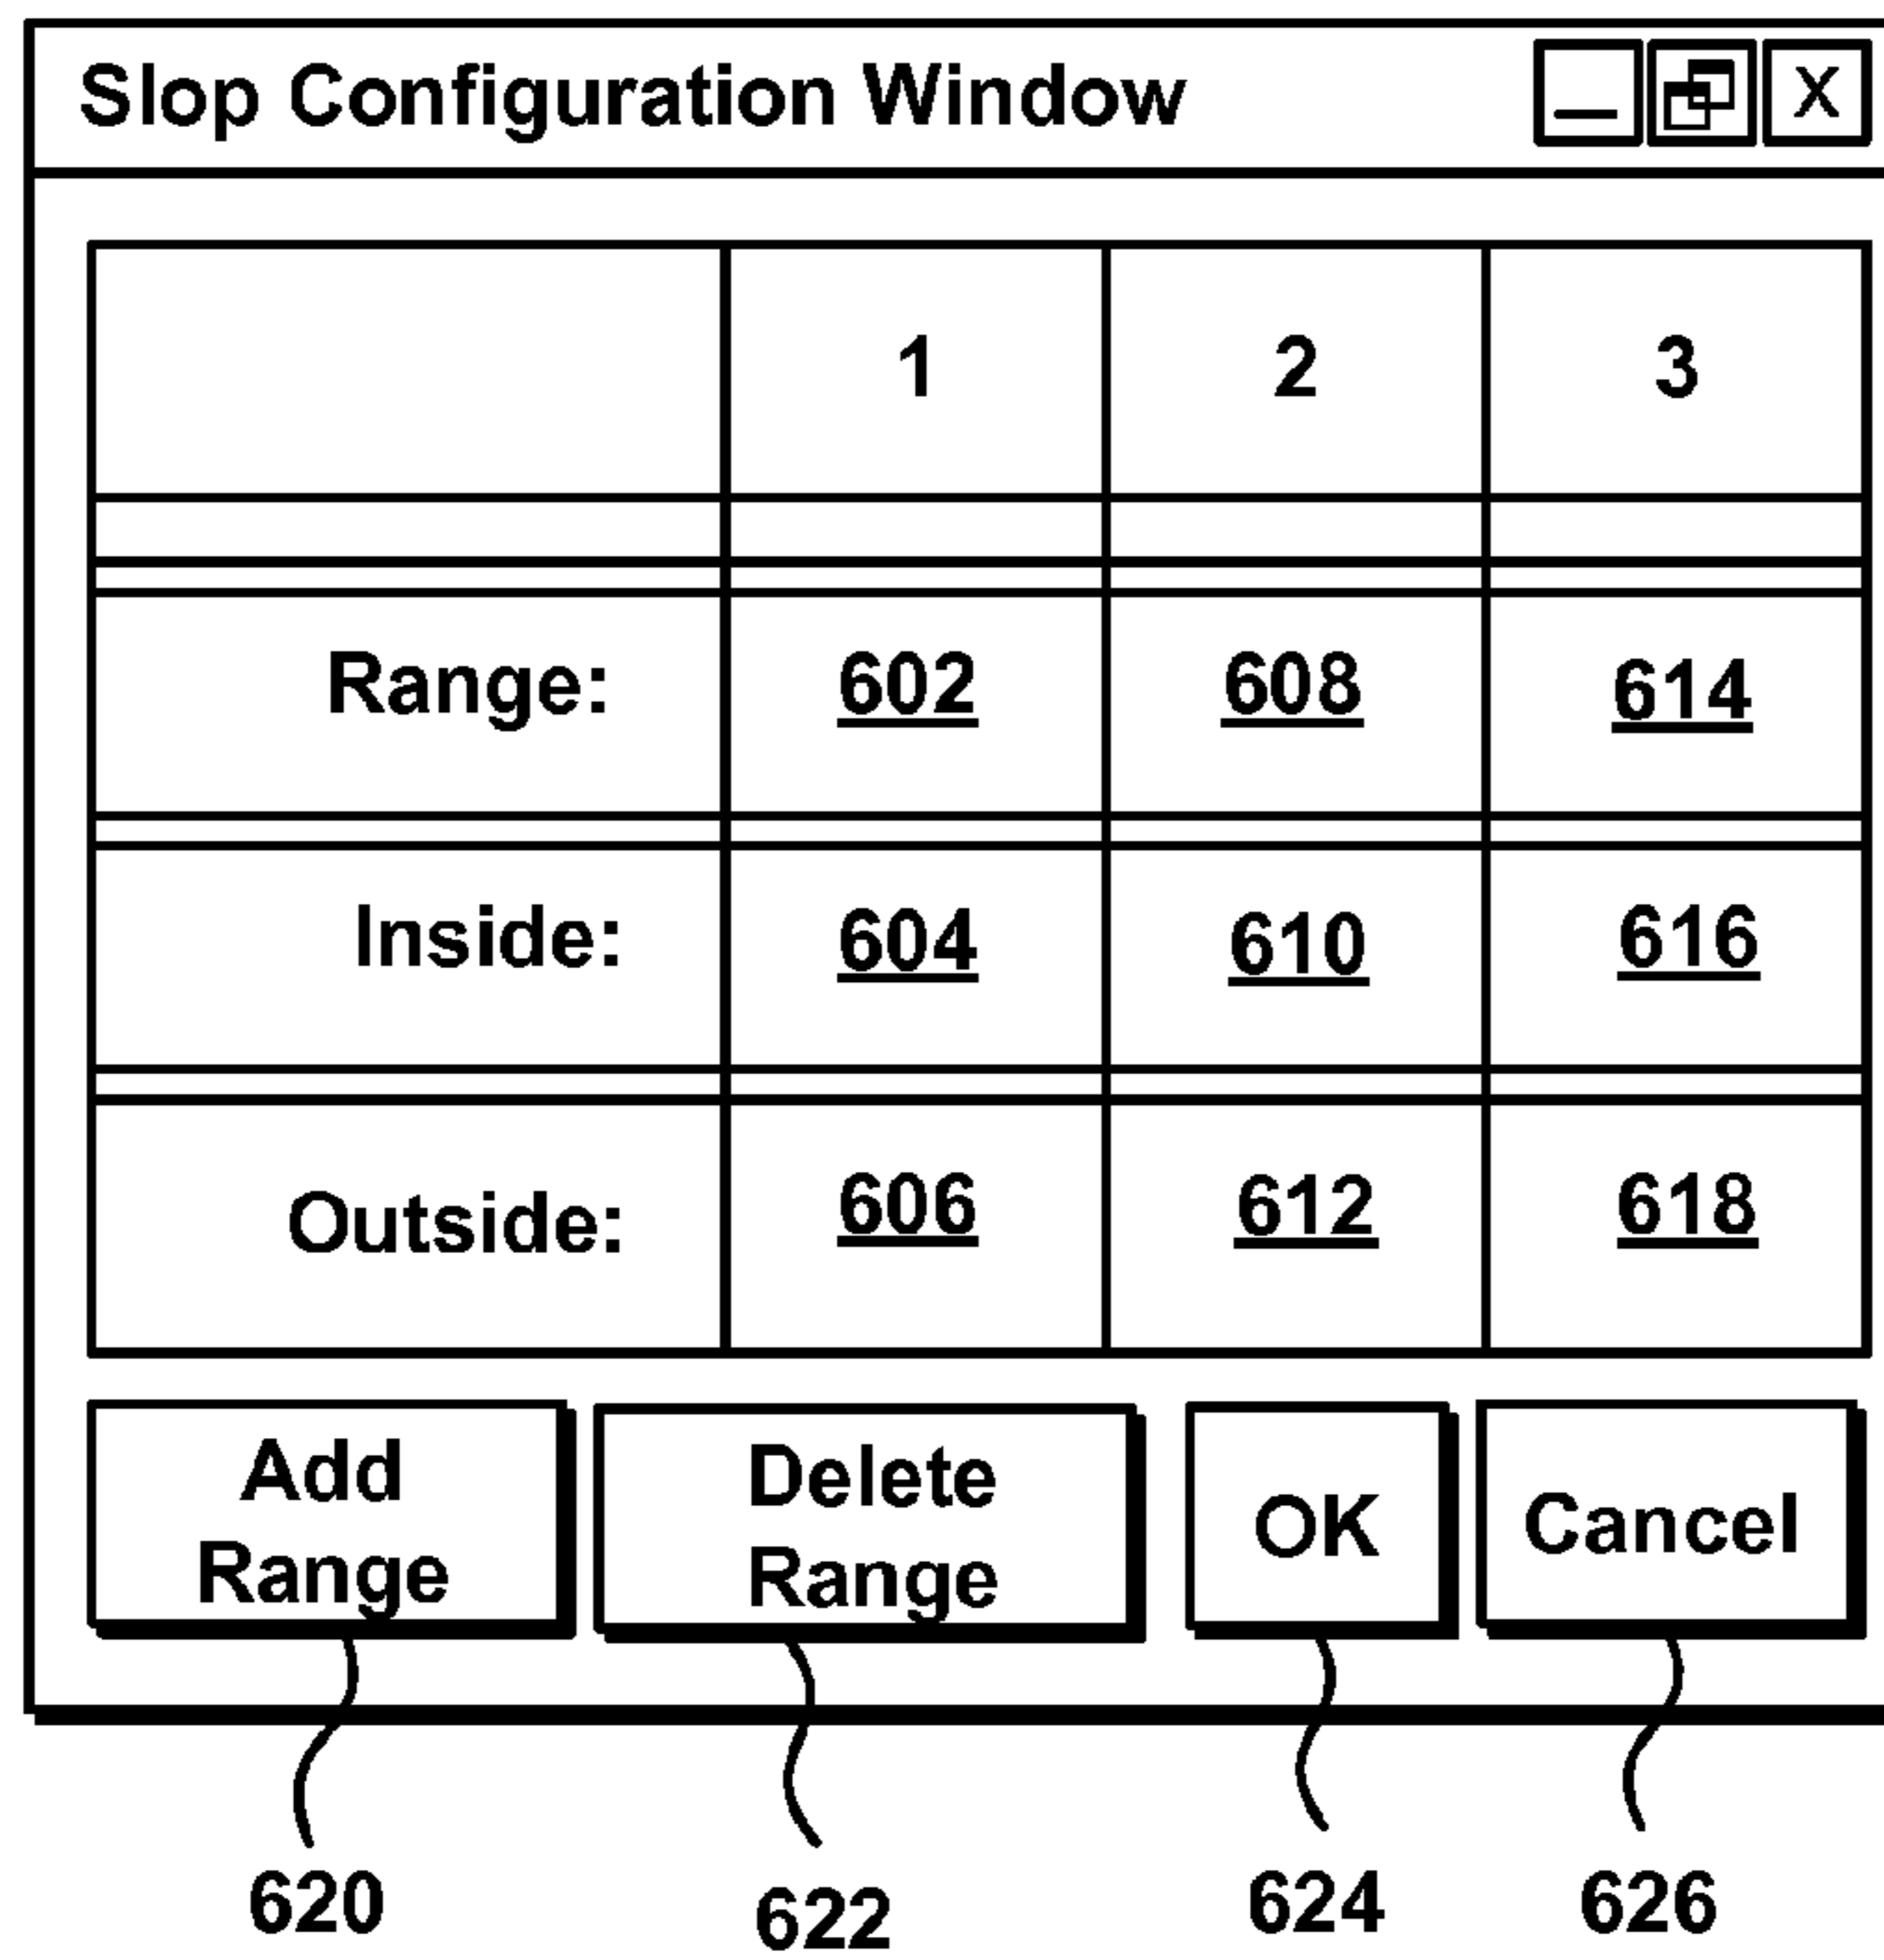 Slop Configuration Window X
1 2 3
Range: 602 608 614
Inside: 604 610 616
Outside: 606 612 618
Add
Range
Delete
Range
OK
Cancel
620 622 624 626